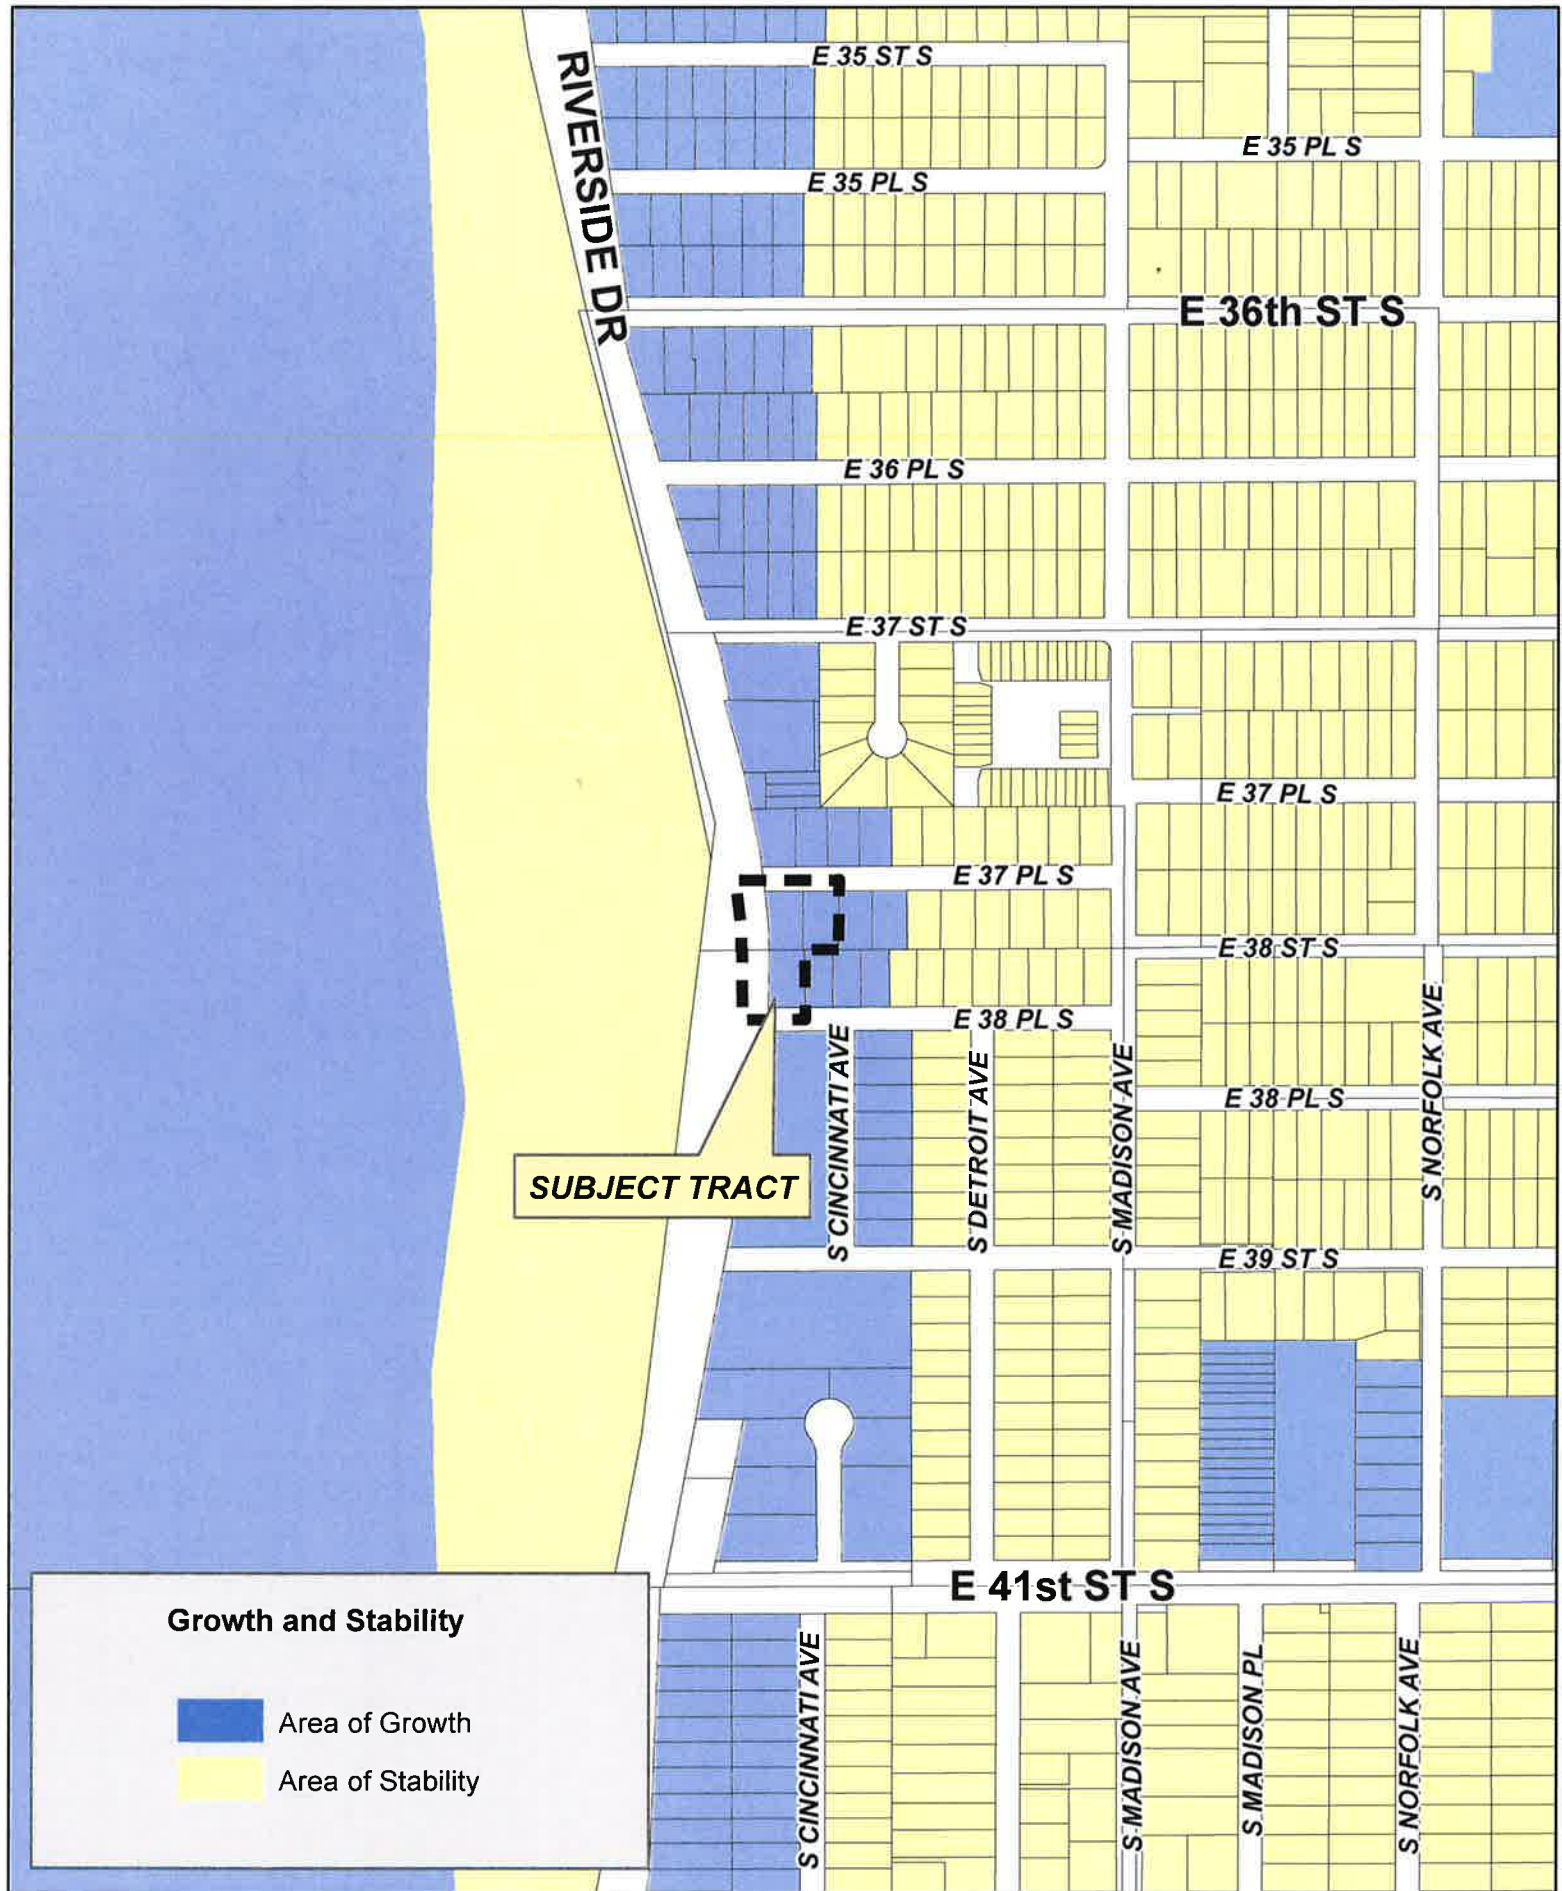 E 35 ST S
RIVERSIDE DR
E 35 PL S
E 35 PL S
E 36th ST S
E 36 PL S
E 37 ST S
E 37 PL S
E 37 PL S
E 38 ST S
E 38 PL S
S CINCINNATI AVE
S DETROIT AVE
S MADISON AVE
S NORFOLK AVE
E 38 PL S
SUBJECT TRACT
E 39 ST S
E 41st ST S
Growth and Stability
Area of Growth
Area of Stability
S CINCINNATI AVE
S MADISON AVE
S MADISON PL
S NORFOLK AVE